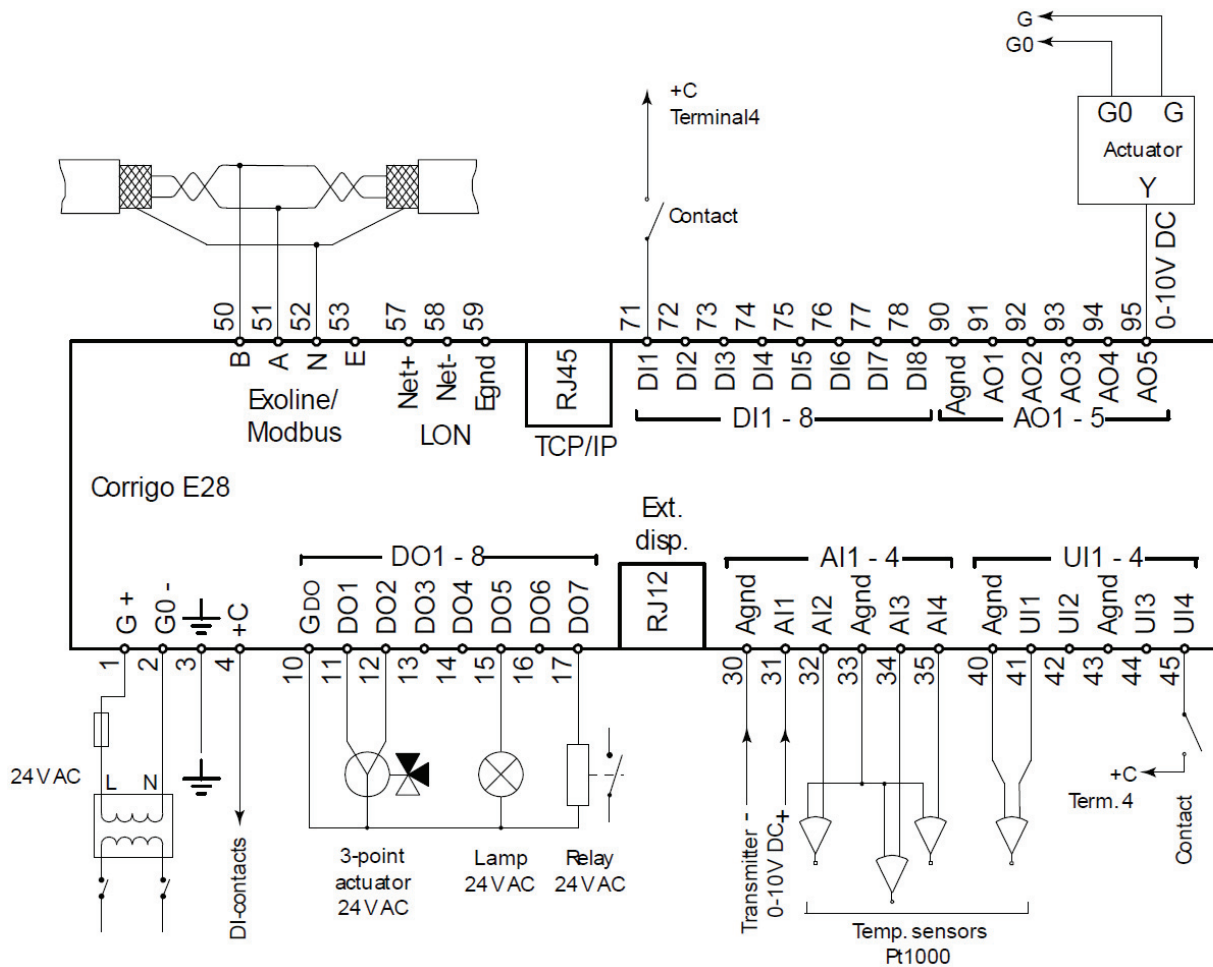 G
G0
G0 G
Actuator
Y
0-10V DC
+C
Terminal4
Contact
50 51 52 53 57 58 59
71 72 73 74 75 76 77 78 90 91 92 93 94 95
B A N E Net+ Net- Egnd
RJ45
DI1 DI2 DI3 DI4 DI5 DI6 DI7 DI8 Agnd AO1 AO2 AO3 AO4 AO5
Exoline/
Modbus
LON
TCP/IP
DI1 - 8
AO1 - 5
Corrigo E28
Ext.
disp.
DO1 - 8
AI1 - 4
UI1 - 4
G+ G0- +C
GDO DO1 DO2 DO3 DO4 DO5 DO6 DO7
RJ12
Agnd AI1 AI2 Agnd AI3 AI4
Agnd UI1 UI2 Agnd UI3 UI4
1 2 3 4
10 11 12 13 14 15 16 17
30 31 32 33 34 35
40 41 42 43 44 45
24VAC
L N
DI-contacts
3-point
actuator
24VAC
Lamp
24VAC
Relay
24VAC
Transmitter -
0-10V DC+
Temp. sensors
Pt1000
+C
Term. 4
Contact